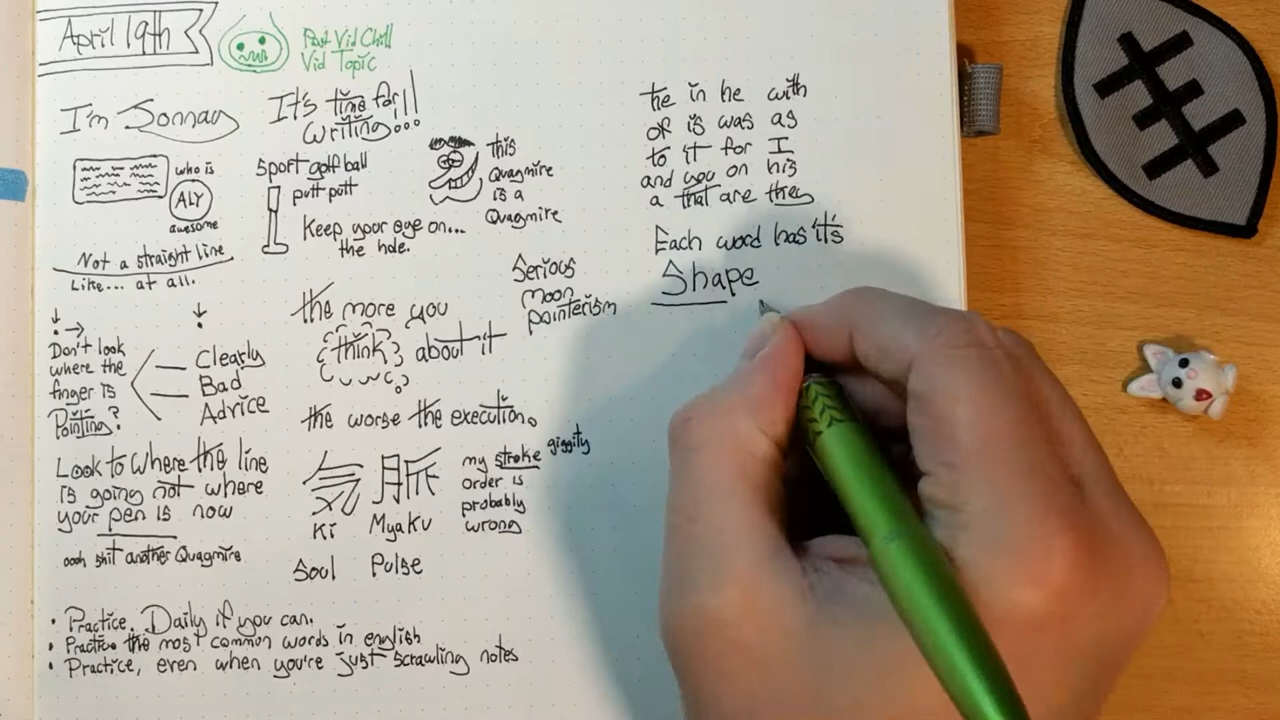 April 19th
Post Vid Chill
Vid Topic
I'm Sonnay
It's time for!!
writing...
who is
ALY
awesome
Not a straight line
Like... at all.
sport golf ball
putt putt
Keep your eye on...
the hole.
this
Quagmire
is a
Quagmire
Don't look
where the
finger is
Pointing?
Clearly
Bad
Advice
the more you
think about it
the worse the execution.
Serious
moon
pointerism
Look to where the line
is going not where
your pen is now
oooh shit another Quagmire
気 脈
Ki Myaku
Soul Pulse
my stroke giggity
order is
probably
wrong
• Practice. Daily if you can.
• Practice the most common words in english
• Practice, even when you're just scrawling notes
the in he with
of is was as
to it for I
and you on his
a that are they
Each word has it's
Shape